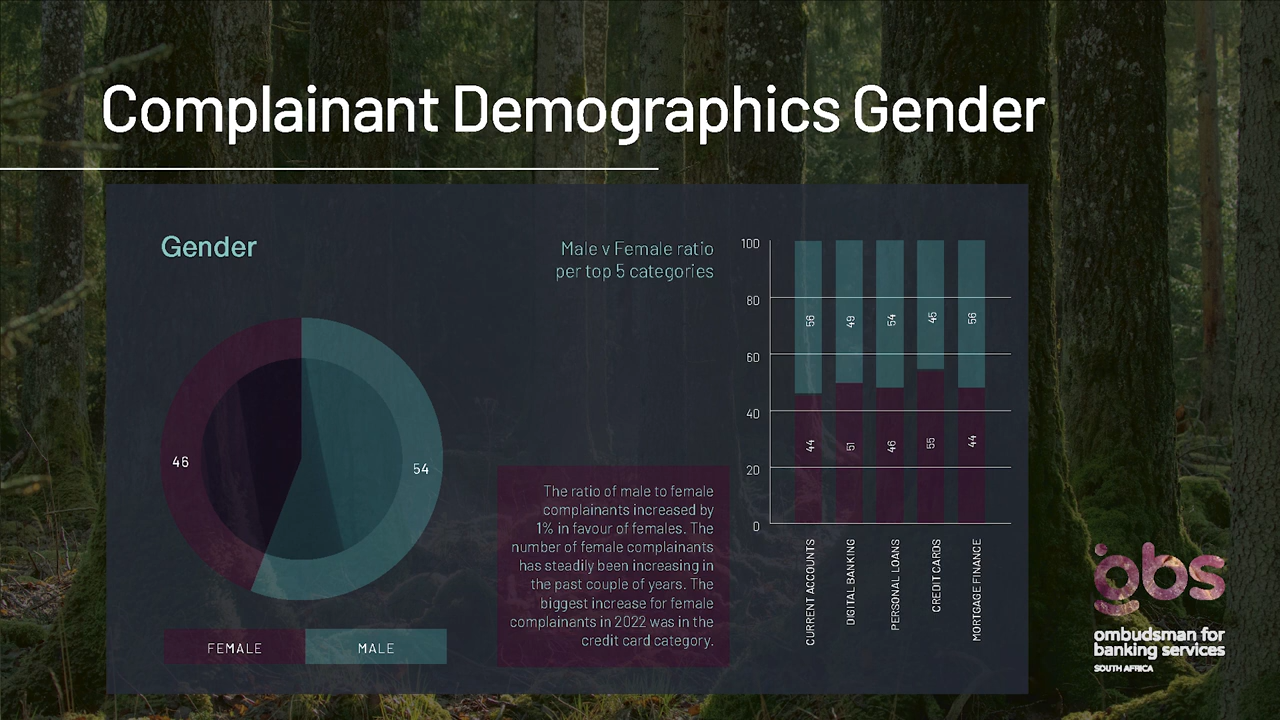 Complainant Demographics Gender
Gender
46
54
FEMALE
MALE
Male v Female ratio
per top 5 categories
The ratio of male to female
complainants increased by
1% in favour of females. The
number of female complainants
has steadily been increasing in
the past couple of years. The
biggest increase for female
complainants in 2022 was in the
credit card category.
100
80
60
40
20
0
56
49
54
45
56
44
51
46
55
44
CURRENT ACCOUNTS
DIGITAL BANKING
PERSONAL LOANS
CREDIT CARDS
MORTGAGE FINANCE
obs
ombudsman for
banking services
SOUTH AFRICA